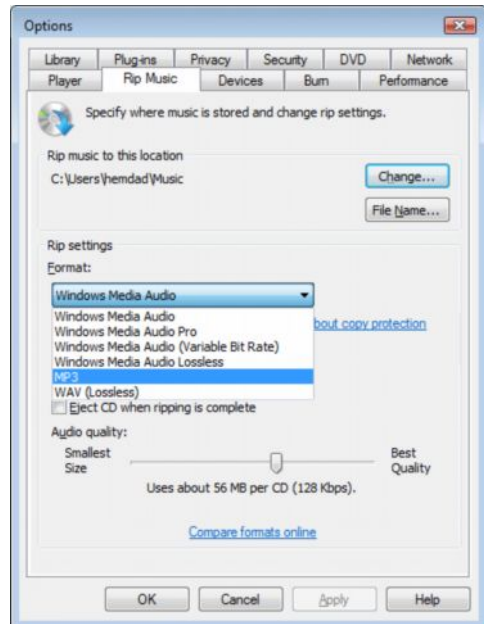 Options
Library Plug-ins Privacy Security DVD Network
Player Rip Music Devices Burn Performance
Specify where music is stored and change rip settings.
Rip music to this location
C:\Users\hemdad\Music
Change...
File Name...
Rip settings
Format:
Windows Media Audio
Windows Media Audio
Windows Media Audio Pro
bout copy protection
Windows Media Audio (Variable Bit Rate)
Windows Media Audio Lossless
MP3
WAV (Lossless)
Eject CD when ripping is complete
Audio quality:
Smallest Best
Size Quality
Uses about 56 MB per CD (128 Kbps).
Compare formats online
OK Cancel Apply Help